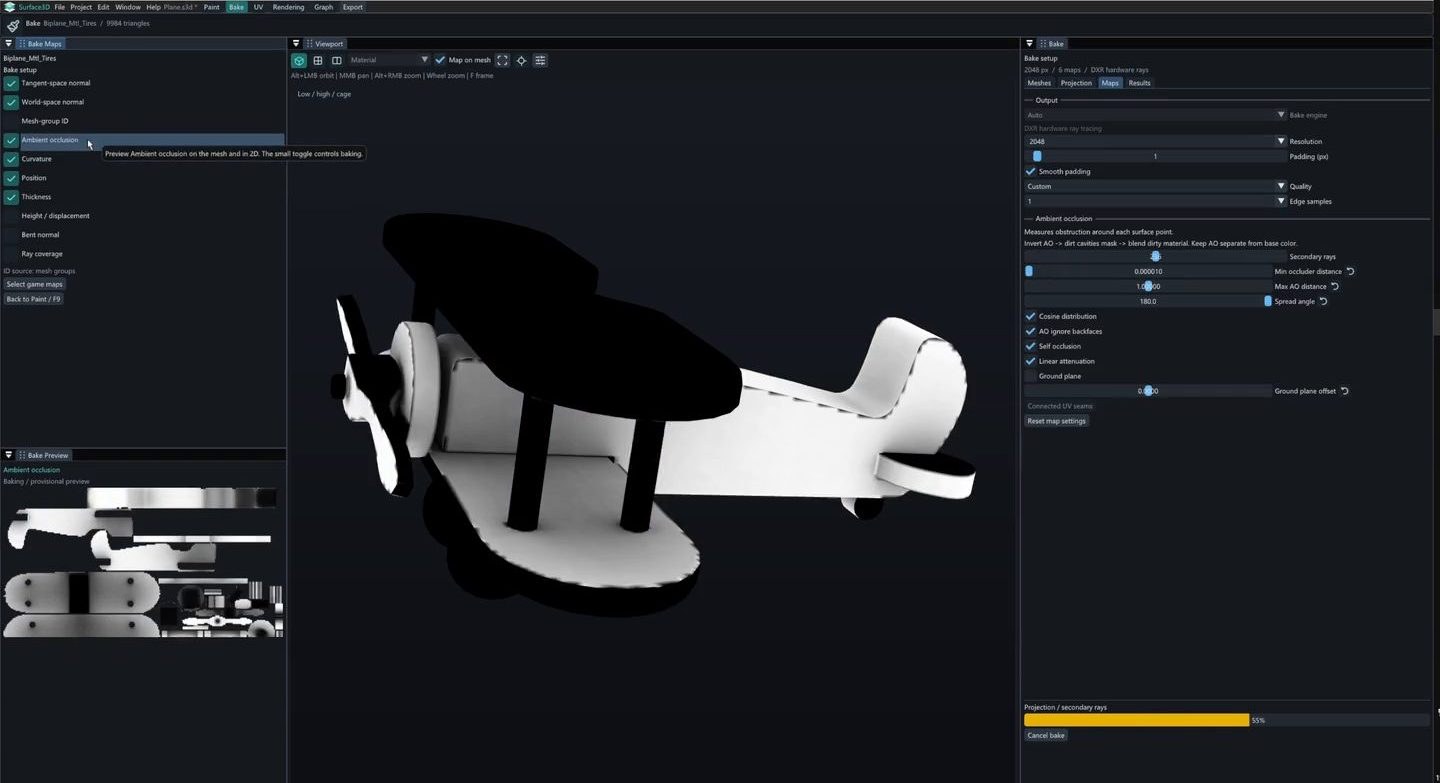 Surface3D File Project Edit Window Help Plane.s3d * Paint Bake UV Rendering Graph Export
Bake Biplane_Mtl_Tires / 9984 triangles
Bake Maps
Biplane_Mtl_Tires
Bake setup
Tangent-space normal
World-space normal
Mesh-group ID
Ambient occlusion
Preview Ambient occlusion on the mesh and in 2D. The small toggle controls baking.
Curvature
Position
Thickness
Height / displacement
Bent normal
Ray coverage
ID source: mesh groups
Select game maps
Back to Paint / F9
Bake Preview
Ambient occlusion
Baking / provisional preview
Viewport
Material Map on mesh
Alt+LMB orbit | MMB pan | Alt+RMB zoom | Wheel zoom | F frame
Low / high / cage
Bake
Bake setup
2048 px / 6 maps / DXR hardware rays
Meshes Projection Maps Results
Output
Auto Bake engine
DXR hardware ray tracing
2048 Resolution
1 Padding (px)
Smooth padding
Custom Quality
1 Edge samples
Ambient occlusion
Measures obstruction around each surface point.
Invert AO -> dirt cavities mask -> blend dirty material. Keep AO separate from base color.
Secondary rays
0.000010 Min occluder distance
Max AO distance
180.0 Spread angle
Cosine distribution
AO ignore backfaces
Self occlusion
Linear attenuation
Ground plane
Ground plane offset
Connected UV seams
Reset map settings
Projection / secondary rays
55%
Cancel bake